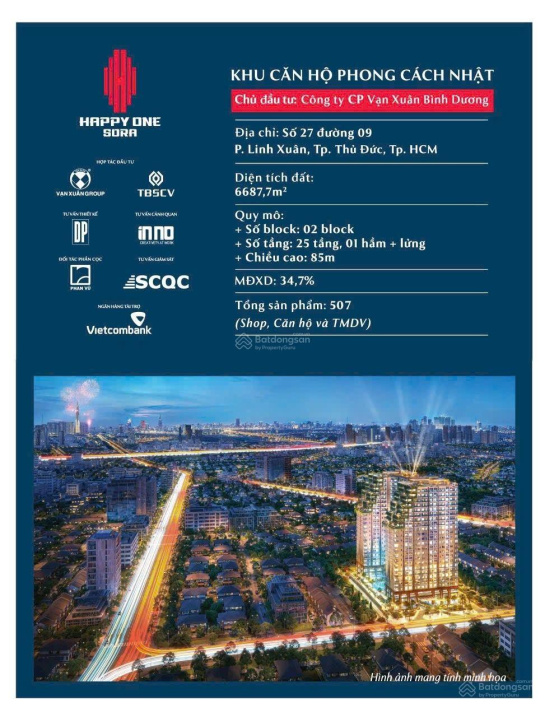 HAPPY ONE
SORA
KHU CĂN HỘ PHONG CÁCH NHẬT
Chủ đầu tư: Công ty CP Vạn Xuân Bình Dương
Địa chỉ: Số 27 đường 09
P. Linh Xuân, Tp. Thủ Đức, Tp. HCM
Diện tích đất:
6687,7m²
Quy mô:
+ Số block: 02 block
+ Số tầng: 25 tầng, 01 hầm + lửng
+ Chiều cao: 85m
MĐXD: 34,7%
Tổng sản phẩm: 507
(Shop, Căn hộ và TMDV)
HỢP TÁC ĐẦU TƯ
VẠN XUÂN GROUP
TBSCV
TƯ VẤN THIẾT KẾ
TƯ VẤN CẢNH QUAN
DP
inno
ĐỐI TÁC PHẦN CỌC
TƯ VẤN GIÁM SÁT
PHAN VŨ
SCQC
NGÂN HÀNG TÀI TRỢ
Vietcombank
Batdongsan
by PropertyGuru
Hình ảnh mang tính minh họa
Batdongsan
by PropertyGuru